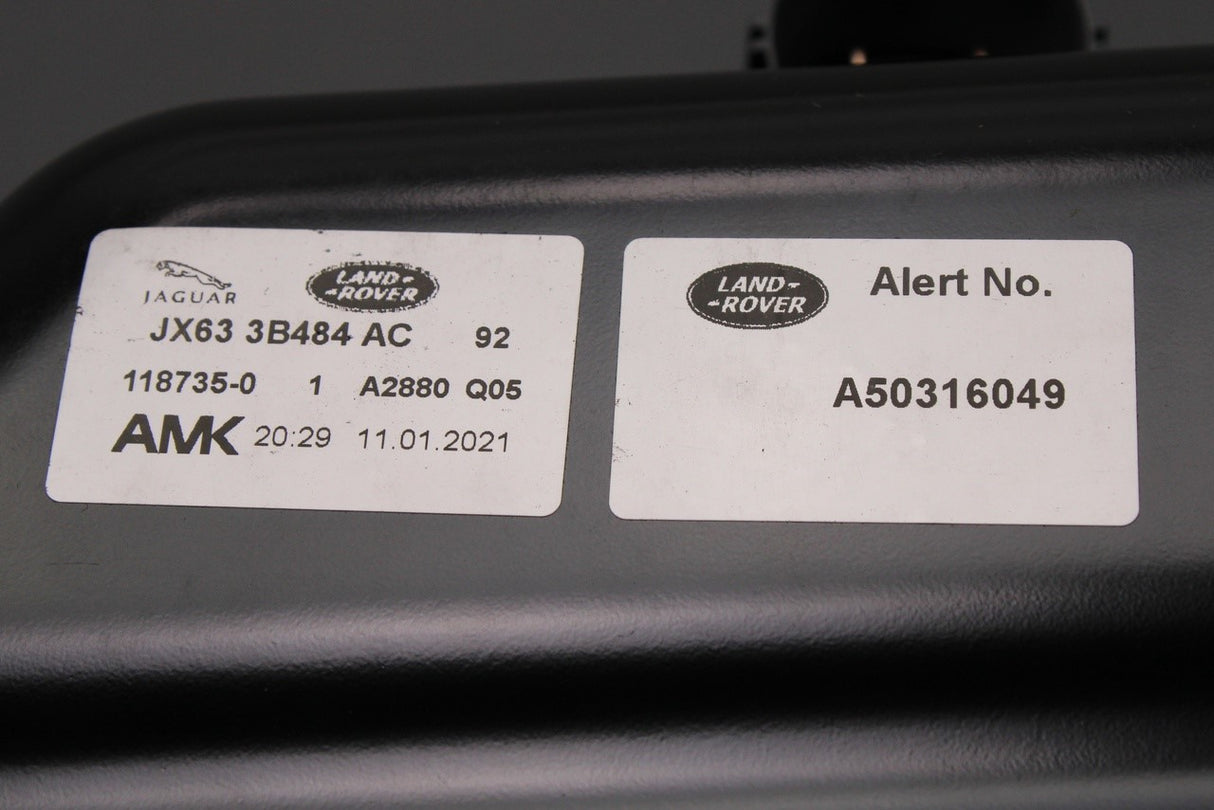 JAGUAR
LAND-
-ROVER
JX63 3B484 AC 92
118735-0 1 A2880 Q05
AMK 20:29 11.01.2021
LAND-
-ROVER
Alert No.
A50316049